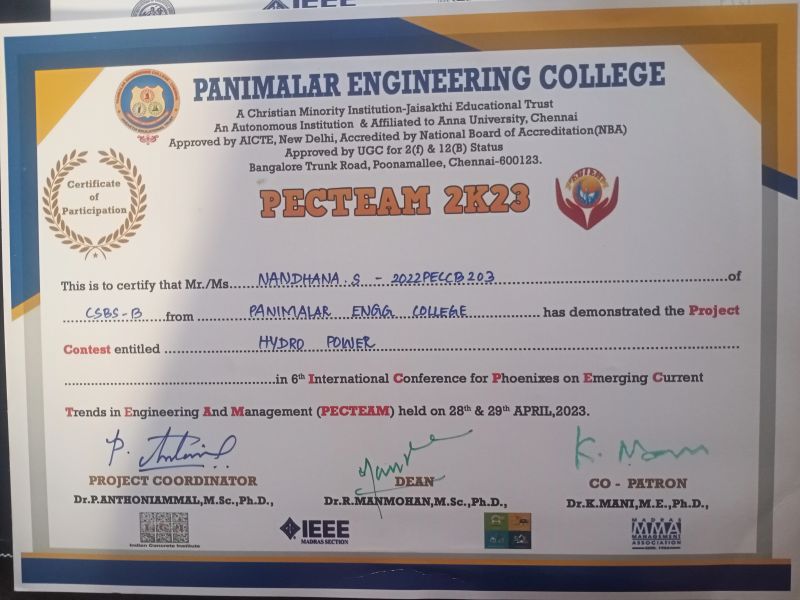 IEEE
PANIMALAR ENGINEERING COLLEGE
A Christian Minority Institution-Jaisakthi Educational Trust
An Autonomous Institution & Affiliated to Anna University, Chennai
Approved by AICTE, New Delhi, Accredited by National Board of Accreditation(NBA)
Approved by UGC for 2(f) & 12(B) Status
Bangalore Trunk Road, Poonamallee, Chennai-600123.
Certificate
of
Participation
PECTEAM 2K23
This is to certify that Mr./Ms....NANDHANA.S - 2022PECCB203...of
CSBS-B from PANIMALAR ENGG COLLEGE has demonstrated the Project
Contest entitled HYDRO POWER
in 6th International Conference for Phoenixes on Emerging Current
Trends in Engineering And Management (PECTEAM) held on 28th & 29th APRIL,2023.
PROJECT COORDINATOR
Dr.P.ANTHONIAMMAL,M.Sc.,Ph.D.,
DEAN
Dr.R.MANMOHAN,M.Sc.,Ph.D.,
CO - PATRON
Dr.K.MANI,M.E.,Ph.D.,
Indian Concrete Institute
IEEE
MADRAS SECTION
MADRAS
MMA
MANAGEMENT
ASSOCIATION